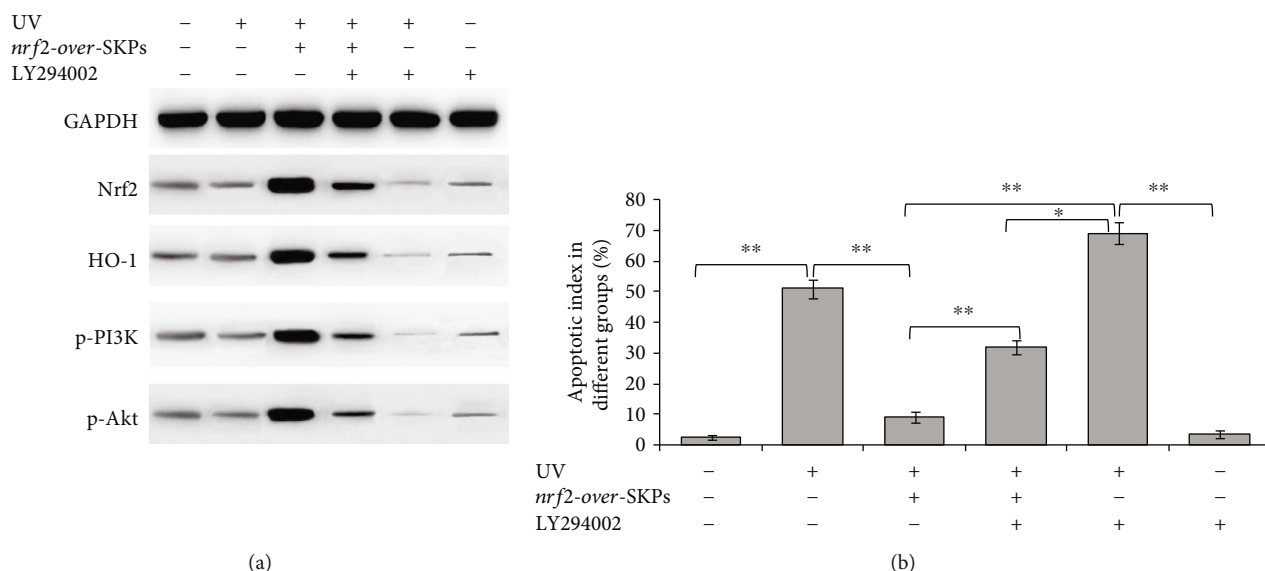 UV − + + + + −
nrf2-over-SKPs − − + + − −
LY294002 − − − + + +
GAPDH
Nrf2
HO-1
p-PI3K
p-Akt
(a)
Apoptotic index in
different groups (%)
80
70
60
50
40
30
20
10
0
**
**
**
**
*
**
UV − + + + + −
nrf2-over-SKPs − − + + − −
LY294002 − − − + + +
(b)